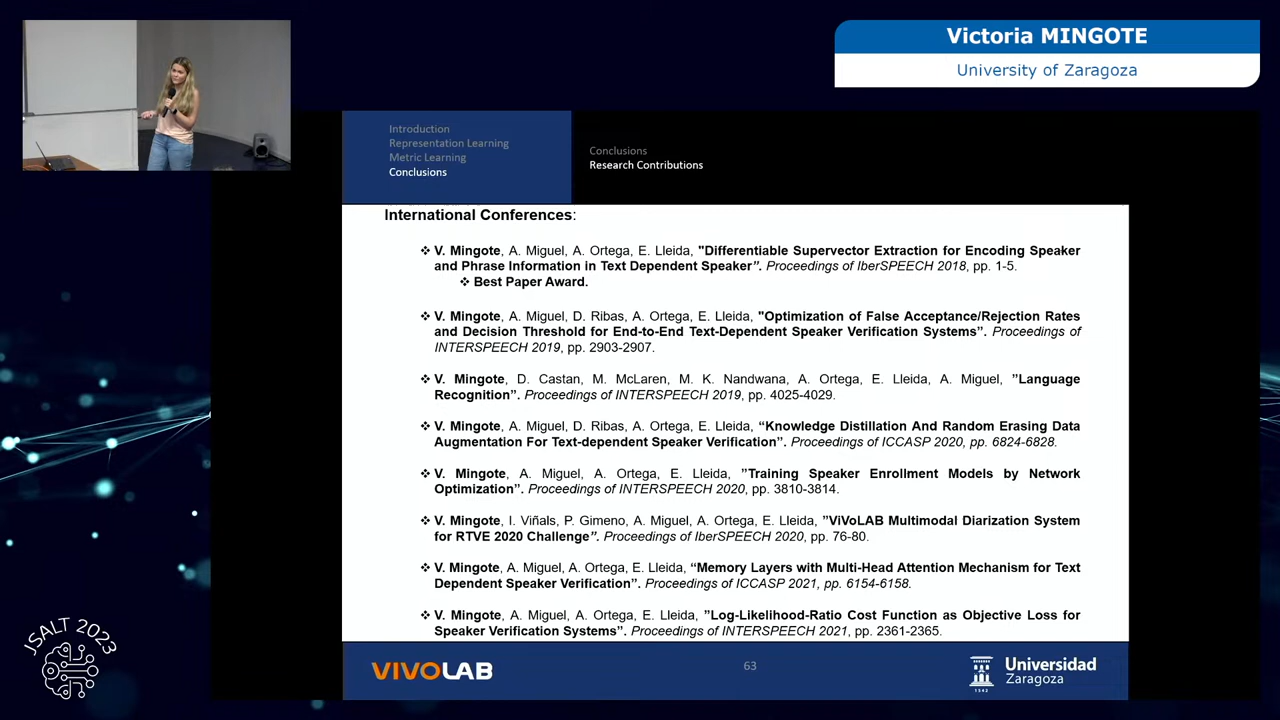 Victoria MINGOTE
University of Zaragoza
Introduction
Representation Learning
Metric Learning
Conclusions
Conclusions
Research Contributions
International Conferences:
❖ V. Mingote, A. Miguel, A. Ortega, E. Lleida, "Differentiable Supervector Extraction for Encoding Speaker
and Phrase Information in Text Dependent Speaker”. Proceedings of IberSPEECH 2018, pp. 1-5.
❖ Best Paper Award.
❖ V. Mingote, A. Miguel, D. Ribas, A. Ortega, E. Lleida, "Optimization of False Acceptance/Rejection Rates
and Decision Threshold for End-to-End Text-Dependent Speaker Verification Systems”. Proceedings of
INTERSPEECH 2019, pp. 2903-2907.
❖ V. Mingote, D. Castan, M. McLaren, M. K. Nandwana, A. Ortega, E. Lleida, A. Miguel, ”Language
Recognition”. Proceedings of INTERSPEECH 2019, pp. 4025-4029.
❖ V. Mingote, A. Miguel, D. Ribas, A. Ortega, E. Lleida, “Knowledge Distillation And Random Erasing Data
Augmentation For Text-dependent Speaker Verification”. Proceedings of ICCASP 2020, pp. 6824-6828.
❖ V. Mingote, A. Miguel, A. Ortega, E. Lleida, ”Training Speaker Enrollment Models by Network
Optimization”. Proceedings of INTERSPEECH 2020, pp. 3810-3814.
❖ V. Mingote, I. Viñals, P. Gimeno, A. Miguel, A. Ortega, E. Lleida, ”ViVoLAB Multimodal Diarization System
for RTVE 2020 Challenge”. Proceedings of IberSPEECH 2020, pp. 76-80.
❖ V. Mingote, A. Miguel, A. Ortega, E. Lleida, “Memory Layers with Multi-Head Attention Mechanism for Text
Dependent Speaker Verification”. Proceedings of ICCASP 2021, pp. 6154-6158.
❖ V. Mingote, A. Miguel, A. Ortega, E. Lleida, ”Log-Likelihood-Ratio Cost Function as Objective Loss for
Speaker Verification Systems”. Proceedings of INTERSPEECH 2021, pp. 2361-2365.
JSALT 2023
VIVOLAB
63
1542
Universidad
Zaragoza